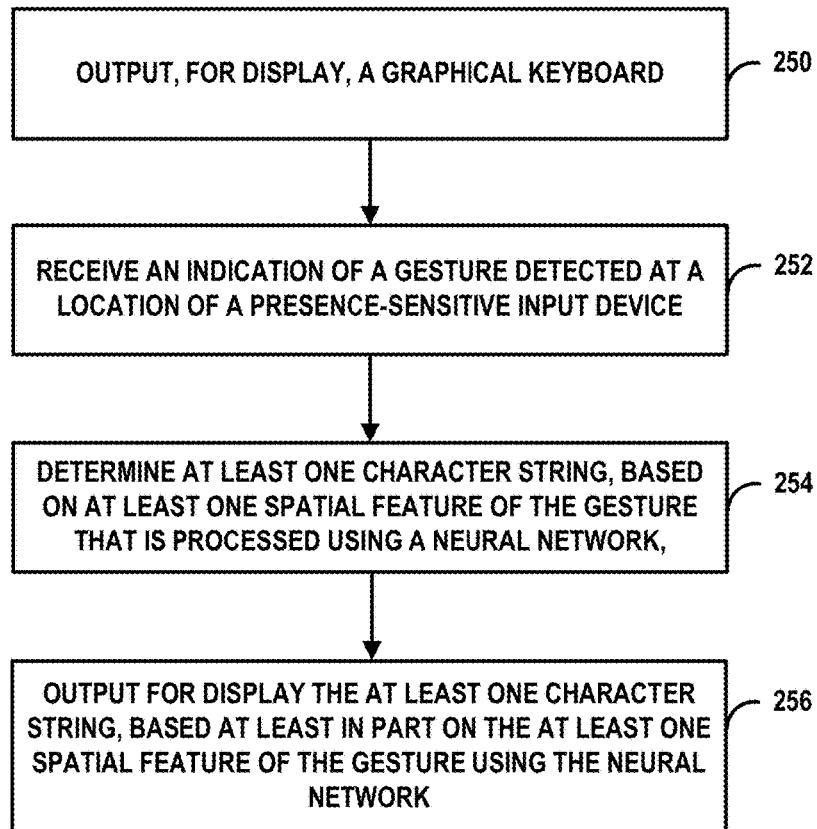 OUTPUT, FOR DISPLAY, A GRAPHICAL KEYBOARD
250
RECEIVE AN INDICATION OF A GESTURE DETECTED AT A
LOCATION OF A PRESENCE-SENSITIVE INPUT DEVICE
252
DETERMINE AT LEAST ONE CHARACTER STRING, BASED
ON AT LEAST ONE SPATIAL FEATURE OF THE GESTURE
THAT IS PROCESSED USING A NEURAL NETWORK,
254
OUTPUT FOR DISPLAY THE AT LEAST ONE CHARACTER
STRING, BASED AT LEAST IN PART ON THE AT LEAST ONE
SPATIAL FEATURE OF THE GESTURE USING THE NEURAL
NETWORK
256